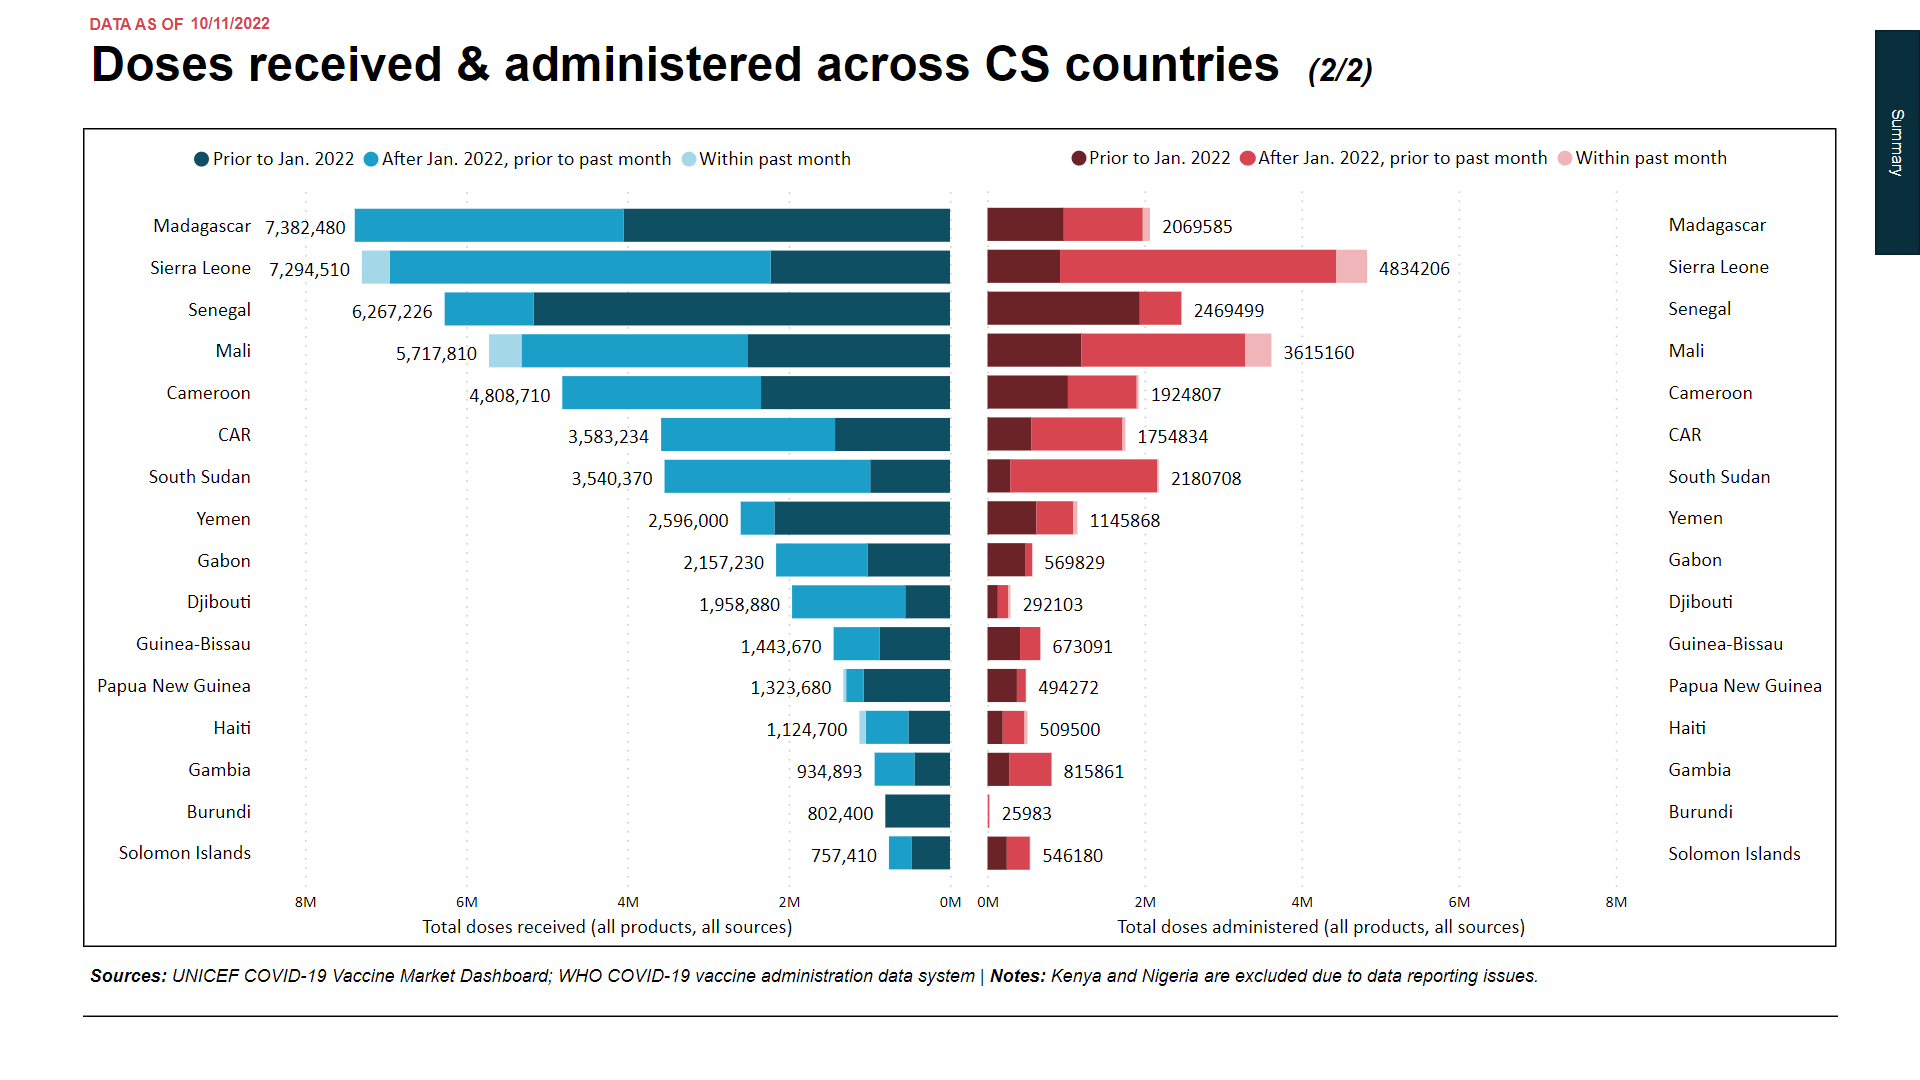 DATA AS OF 10/11/2022
Doses received & administered across CS countries (2/2)
Summary
Prior to Jan. 2022 After Jan. 2022, prior to past month Within past month
Prior to Jan. 2022 After Jan. 2022, prior to past month Within past month
Madagascar 7,382,480 2069585 Madagascar
Sierra Leone 7,294,510 4834206 Sierra Leone
Senegal 6,267,226 2469499 Senegal
Mali 5,717,810 3615160 Mali
Cameroon 4,808,710 1924807 Cameroon
CAR 3,583,234 1754834 CAR
South Sudan 3,540,370 2180708 South Sudan
Yemen 2,596,000 1145868 Yemen
Gabon 2,157,230 569829 Gabon
Djibouti 1,958,880 292103 Djibouti
Guinea-Bissau 1,443,670 673091 Guinea-Bissau
Papua New Guinea 1,323,680 494272 Papua New Guinea
Haiti 1,124,700 509500 Haiti
Gambia 934,893 815861 Gambia
Burundi 802,400 25983 Burundi
Solomon Islands 757,410 546180 Solomon Islands
8M 6M 4M 2M 0M 0M 2M 4M 6M 8M
Total doses received (all products, all sources) Total doses administered (all products, all sources)
Sources: UNICEF COVID-19 Vaccine Market Dashboard; WHO COVID-19 vaccine administration data system | Notes: Kenya and Nigeria are excluded due to data reporting issues.